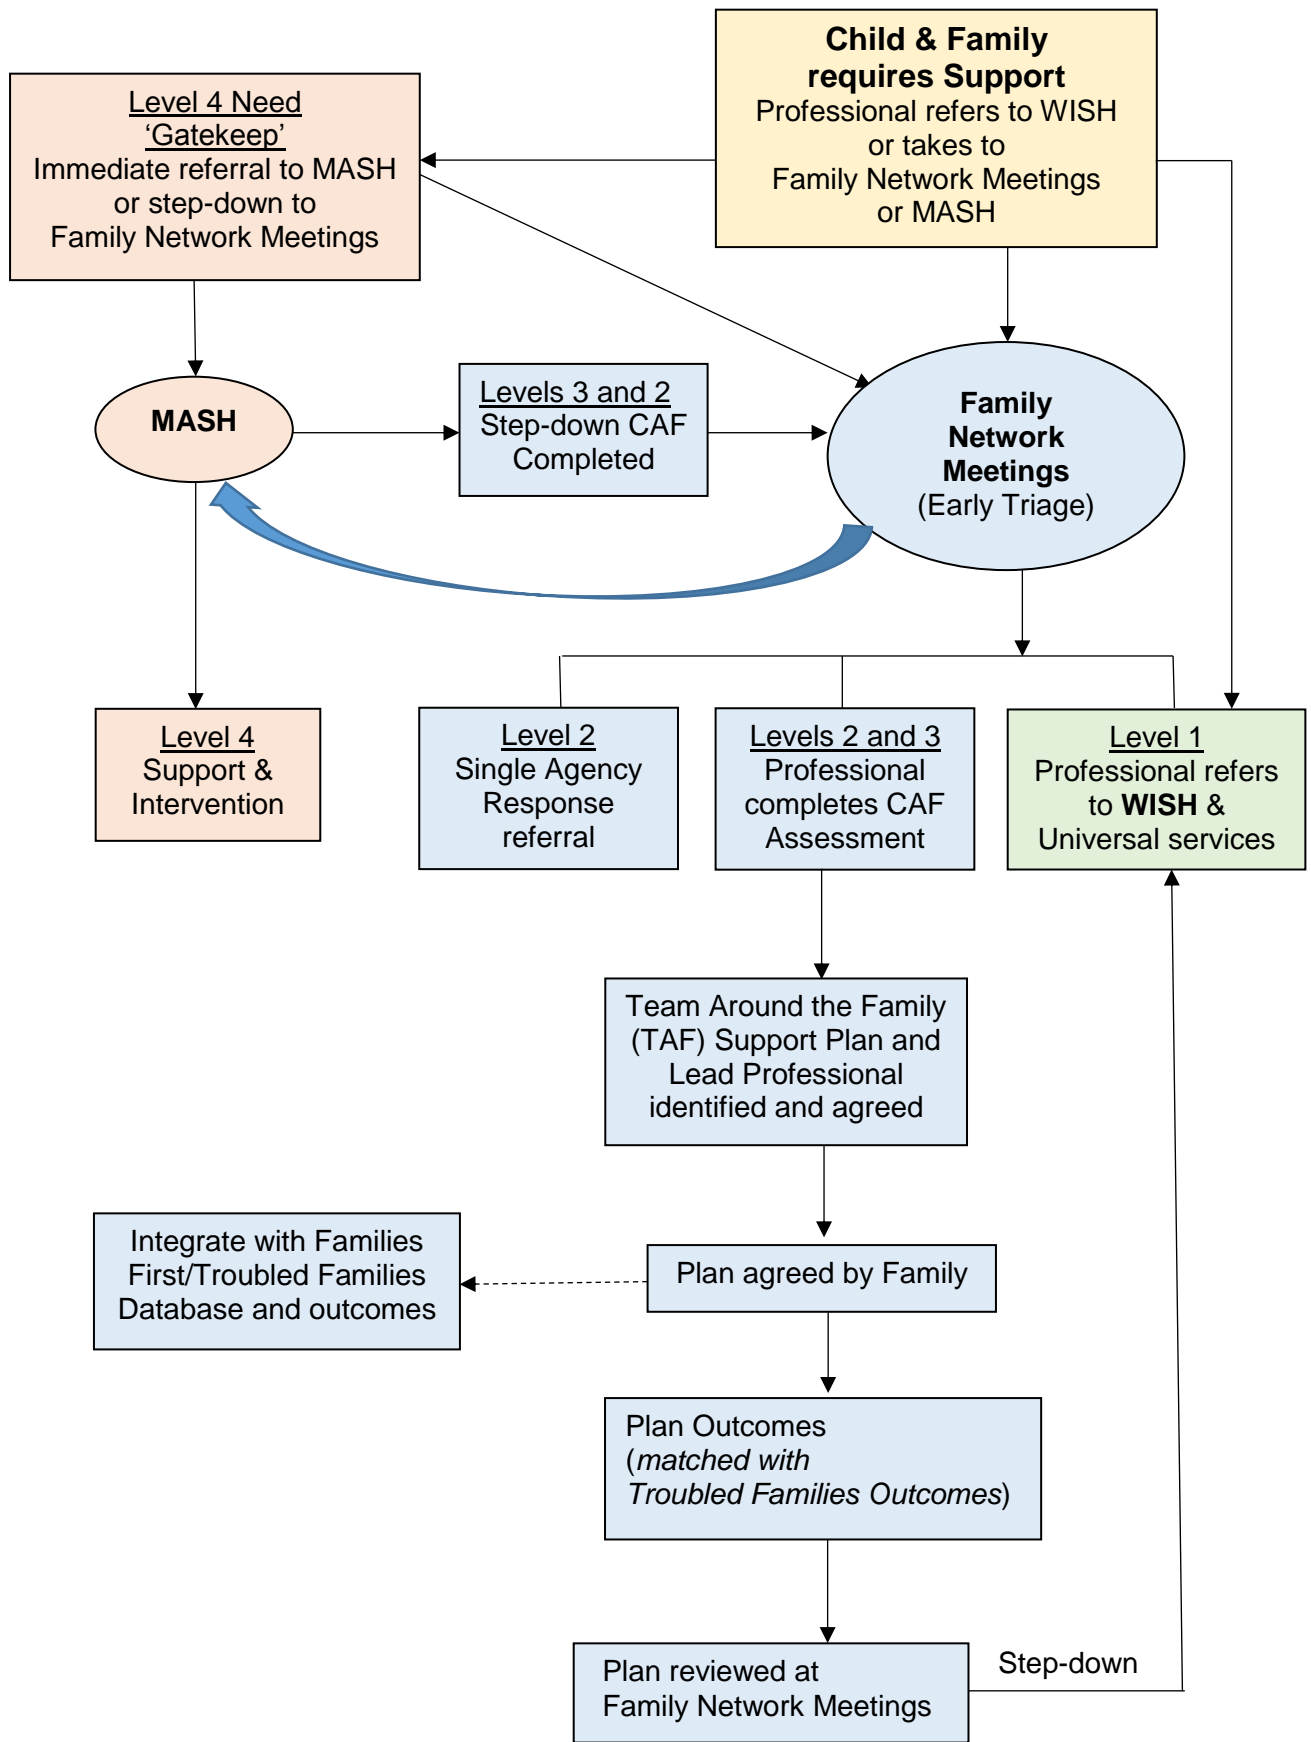 Child & Family
requires Support
Professional refers to WISH
or takes to
Family Network Meetings
or MASH
Level 4 Need
‘Gatekeep’
Immediate referral to MASH
or step-down to
Family Network Meetings
MASH
Levels 3 and 2
Step-down CAF
Completed
Family
Network
Meetings
(Early Triage)
Level 4
Support &
Intervention
Level 2
Single Agency
Response
referral
Levels 2 and 3
Professional
completes CAF
Assessment
Level 1
Professional refers
to WISH &
Universal services
Team Around the Family
(TAF) Support Plan and
Lead Professional
identified and agreed
Integrate with Families
First/Troubled Families
Database and outcomes
Plan agreed by Family
Plan Outcomes
(matched with
Troubled Families Outcomes)
Plan reviewed at
Family Network Meetings
Step-down